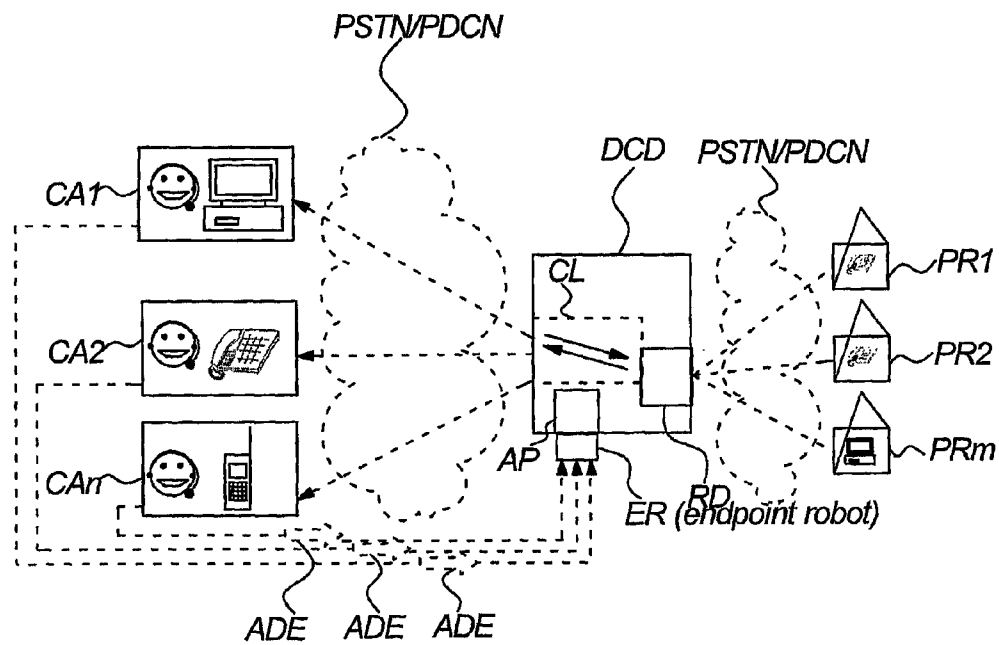 PSTN/PDCN
DCD
PSTN/PDCN
CA1
CL
PR1
CA2
PR2
CAn
AP
RD
PRm
ER (endpoint robot)
ADE
ADE
ADE